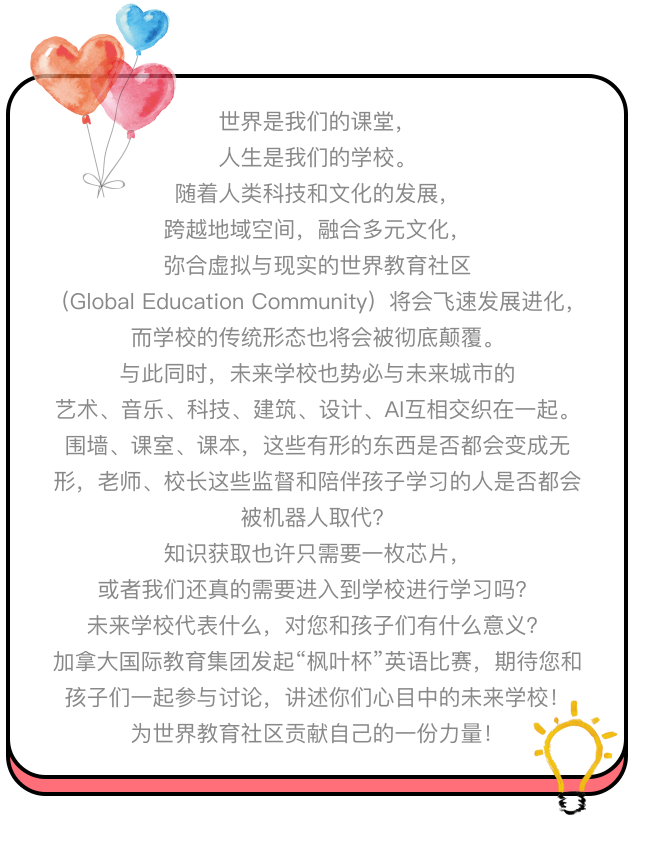 世界是我们的课堂，
人生是我们的学校。
随着人类科技和文化的发展，
跨越地域空间，融合多元文化，
弥合虚拟与现实的世界教育社区
（Global Education Community）将会飞速发展进化，
而学校的传统形态也将会被彻底颠覆。
与此同时，未来学校也势必与未来城市的
艺术、音乐、科技、建筑、设计、AI互相交织在一起。
围墙、课室、课本，这些有形的东西是否都会变成无
形，老师、校长这些监督和陪伴孩子学习的人是否都会
被机器人取代？
知识获取也许只需要一枚芯片，
或者我们还真的需要进入到学校进行学习吗？
未来学校代表什么，对您和孩子们有什么意义？
加拿大国际教育集团发起“枫叶杯”英语比赛，期待您和
孩子们一起参与讨论，讲述你们心目中的未来学校！
为世界教育社区贡献自己的一份力量！